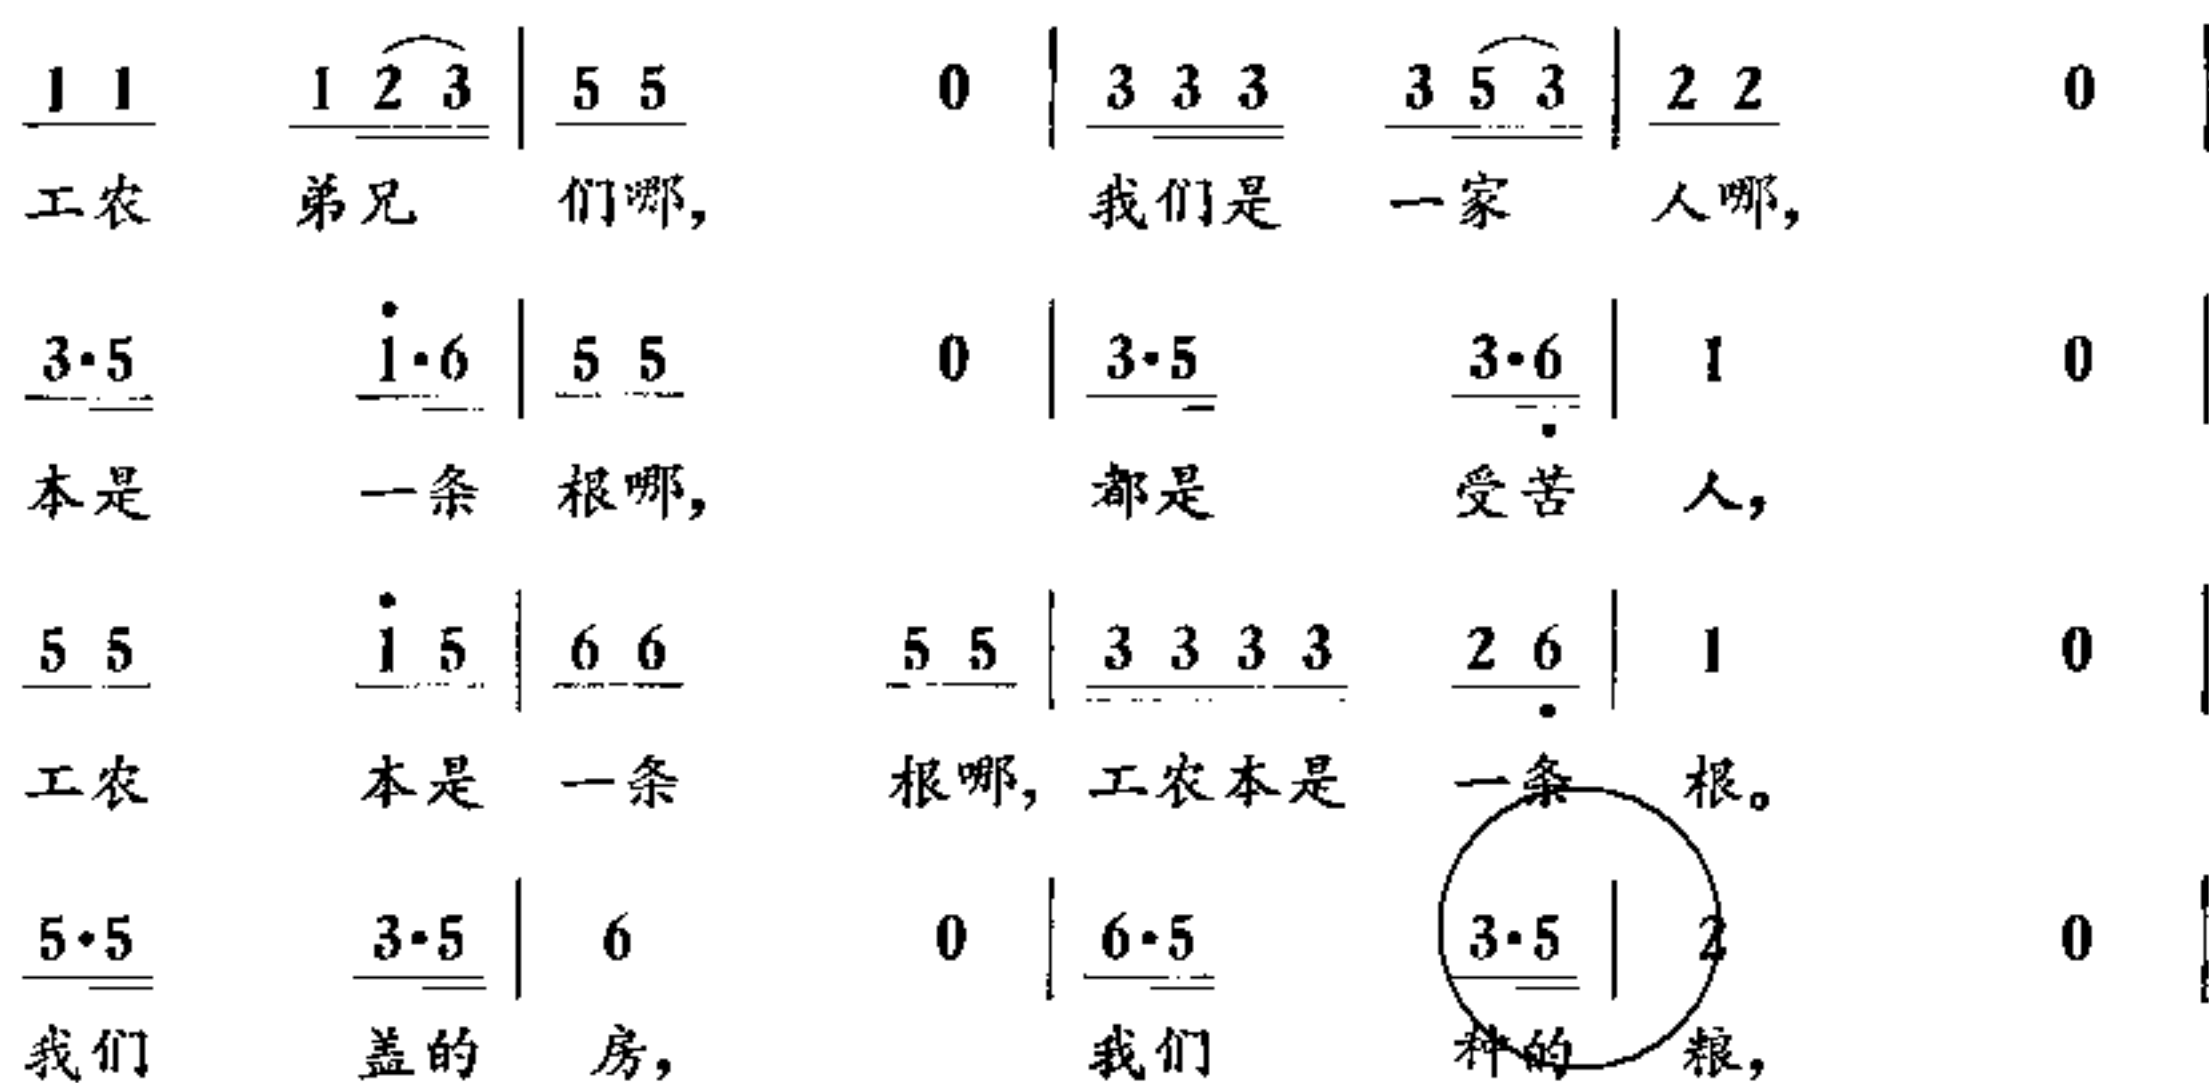 1 1 1 2 3 | 5 5 0 | 3 3 3 3 5 3 | 2 2 0 |
工农 弟兄 们哪, 我们是 一家 人哪,
3·5 i·6 | 5 5 0 | 3·5 3·6̣ | 1 0 |
本是 一条 根哪, 都是 受苦 人,
5 5 i 5 | 6 6 5 5 | 3 3 3 3 2 6̣ | 1 0 |
工农 本是 一条 根哪, 工农本是 一条 根。
5·5 3·5 | 6 0 | 6·5 3·5 | 2 0 |
我们 盖的 房, 我们 种的 粮,